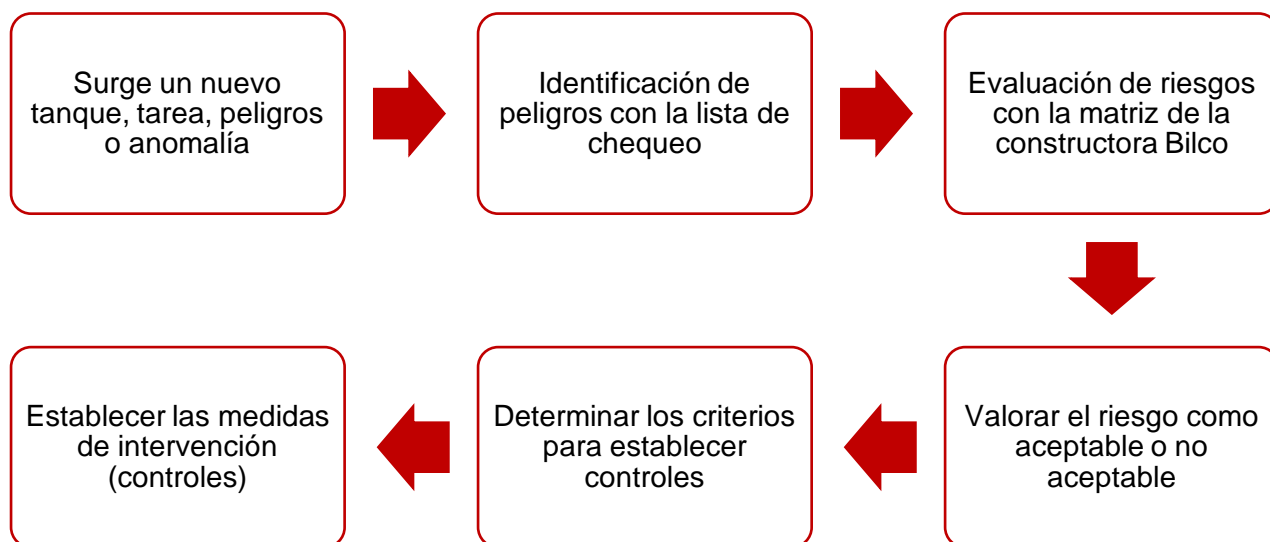 Surge un nuevo
tanque, tarea, peligros
o anomalía
Identificación de
peligros con la lista de
chequeo
Evaluación de riesgos
con la matriz de la
constructora Bilco
Valorar el riesgo como
aceptable o no
aceptable
Determinar los criterios
para establecer
controles
Establecer las medidas
de intervención
(controles)